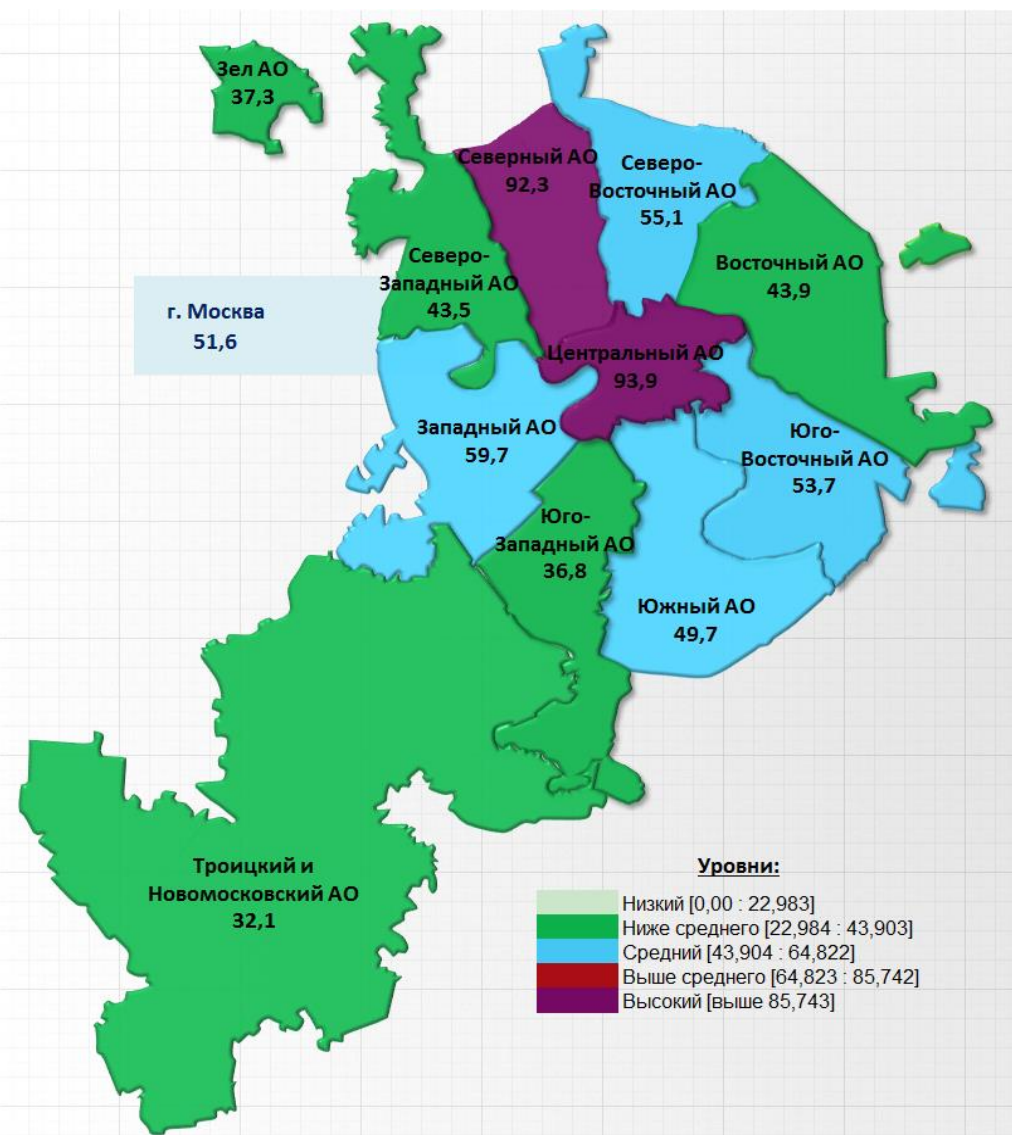 Зел АО
37,3
Северный АО
92,3
Северо-
Восточный АО
55,1
Северо-
Западный АО
43,5
Восточный АО
43,9
г. Москва
51,6
Центральный АО
93,9
Западный АО
59,7
Юго-
Восточный АО
53,7
Юго-
Западный АО
36,8
Южный АО
49,7
Троицкий и
Новомосковский АО
32,1
Уровни:
Низкий [0,00 : 22,983]
Ниже среднего [22,984 : 43,903]
Средний [43,904 : 64,822]
Выше среднего [64,823 : 85,742]
Высокий [выше 85,743]